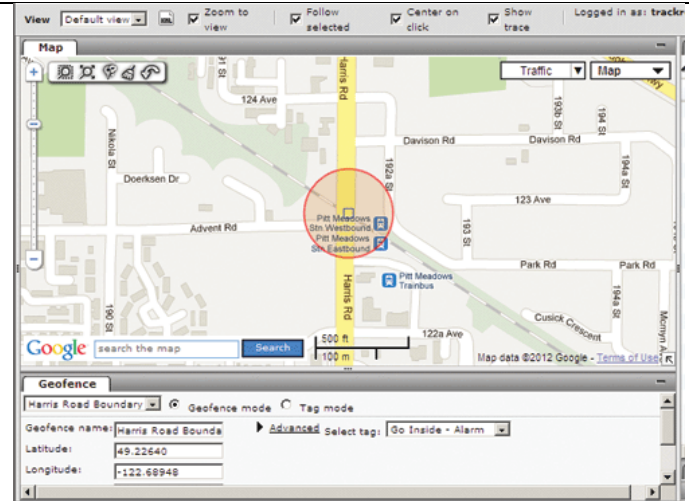 View Default view Zoom to view Follow selected Center on click Show trace Logged in as: trackr
Map
Traffic Map
91 St
Harris Rd
124 Ave
193b St
194 St
Nikola St
Davison Rd
Davison Rd
192a St
194a St
Doerksen Dr
123 Ave
Pitt Meadows
Stn Westbound
Pitt Meadows
Stn Eastbound
Advent Rd
193 St
Park Rd
Park Rd
Pitt Meadows
Trainbus
Harris Rd
190 St
194a St
Cusick Crescent
122a Ave
500 ft
100 m
Google search the map Search
Map data ©2012 Google - Terms of Use
Geofence
Harris Road Boundary Geofence mode Tag mode
Geofence name: Harris Road Bounda Advanced Select tag: Go Inside - Alarm
Latitude: 49.22640
Longitude: -122.68948